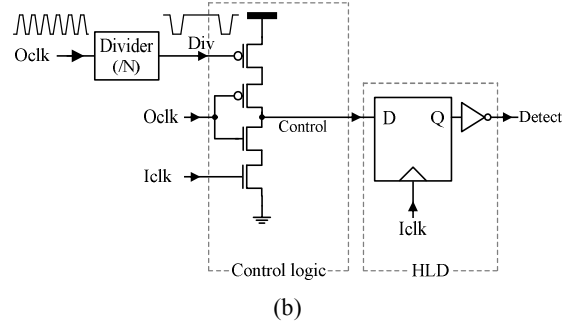 Oclk
Divider
(/N)
Div
Oclk
Control
Iclk
D
Q
Detect
Iclk
Control logic
HLD
(b)